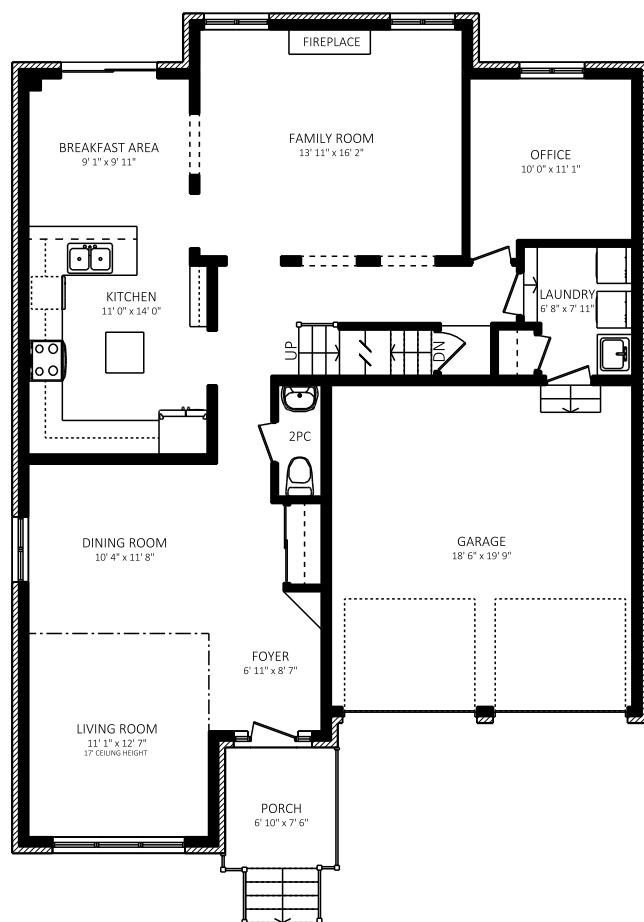 FIREPLACE
FAMILY ROOM
13' 11" x 16' 2"
BREAKFAST AREA
9' 1" x 9' 11"
OFFICE
10' 0" x 11' 1"
KITCHEN
11' 0" x 14' 0"
LAUNDRY
6' 8" x 7' 11"
UP
DN
2PC
DINING ROOM
10' 4" x 11' 8"
GARAGE
18' 6" x 19' 9"
FOYER
6' 11" x 8' 7"
LIVING ROOM
11' 1" x 12' 7"
17' CEILING HEIGHT
PORCH
6' 10" x 7' 6"